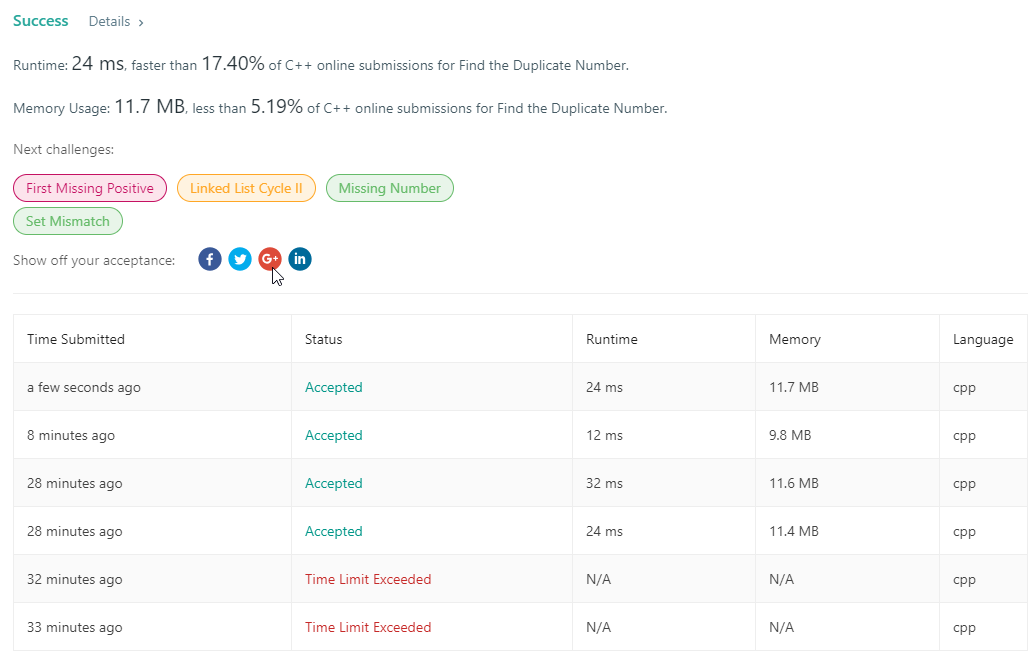 Success Details >
Runtime: 24 ms, faster than 17.40% of C++ online submissions for Find the Duplicate Number.
Memory Usage: 11.7 MB, less than 5.19% of C++ online submissions for Find the Duplicate Number.
Next challenges:
First Missing Positive Linked List Cycle II Missing Number
Set Mismatch
Show off your acceptance: f G+ in
Time Submitted Status Runtime Memory Language
a few seconds ago Accepted 24 ms 11.7 MB cpp
8 minutes ago Accepted 12 ms 9.8 MB cpp
28 minutes ago Accepted 32 ms 11.6 MB cpp
28 minutes ago Accepted 24 ms 11.4 MB cpp
32 minutes ago Time Limit Exceeded N/A N/A cpp
33 minutes ago Time Limit Exceeded N/A N/A cpp